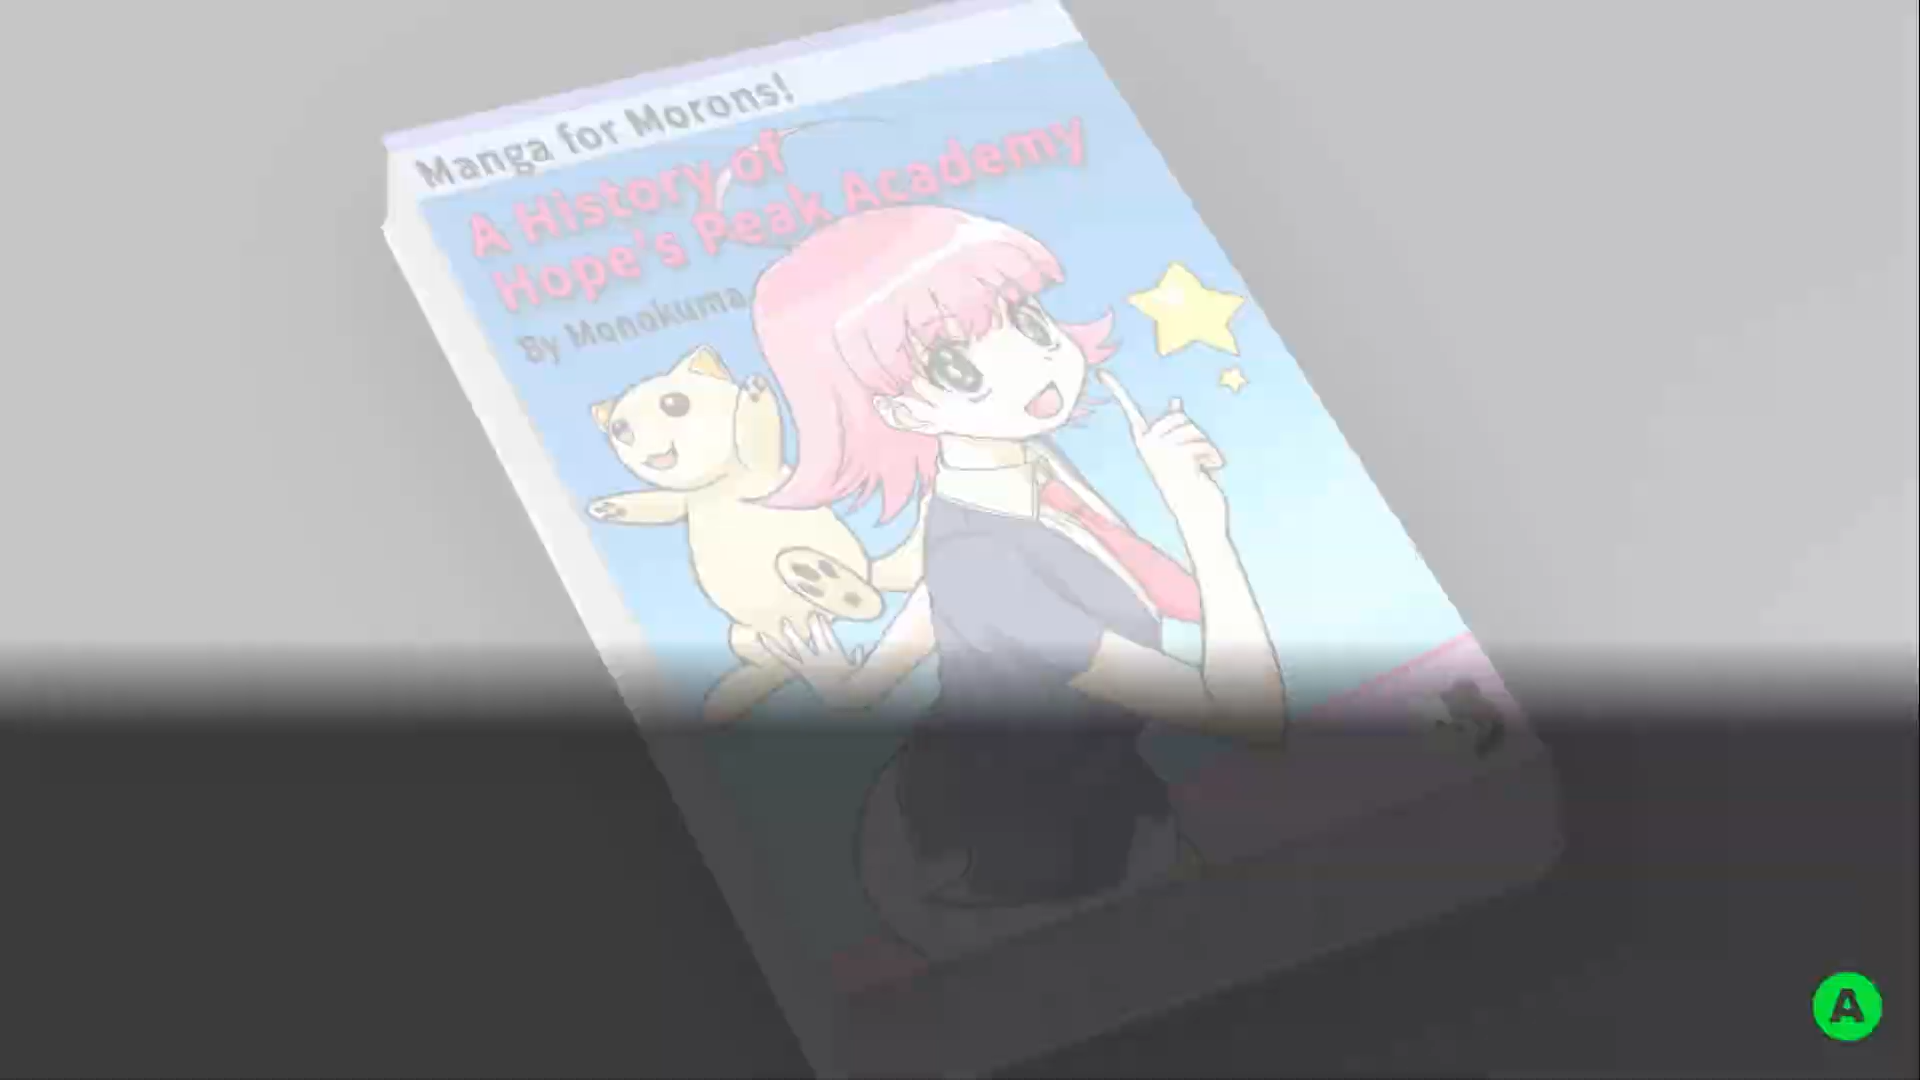 Manga for Morons!
A History of
Hope's Peak Academy
By Monokuma
A